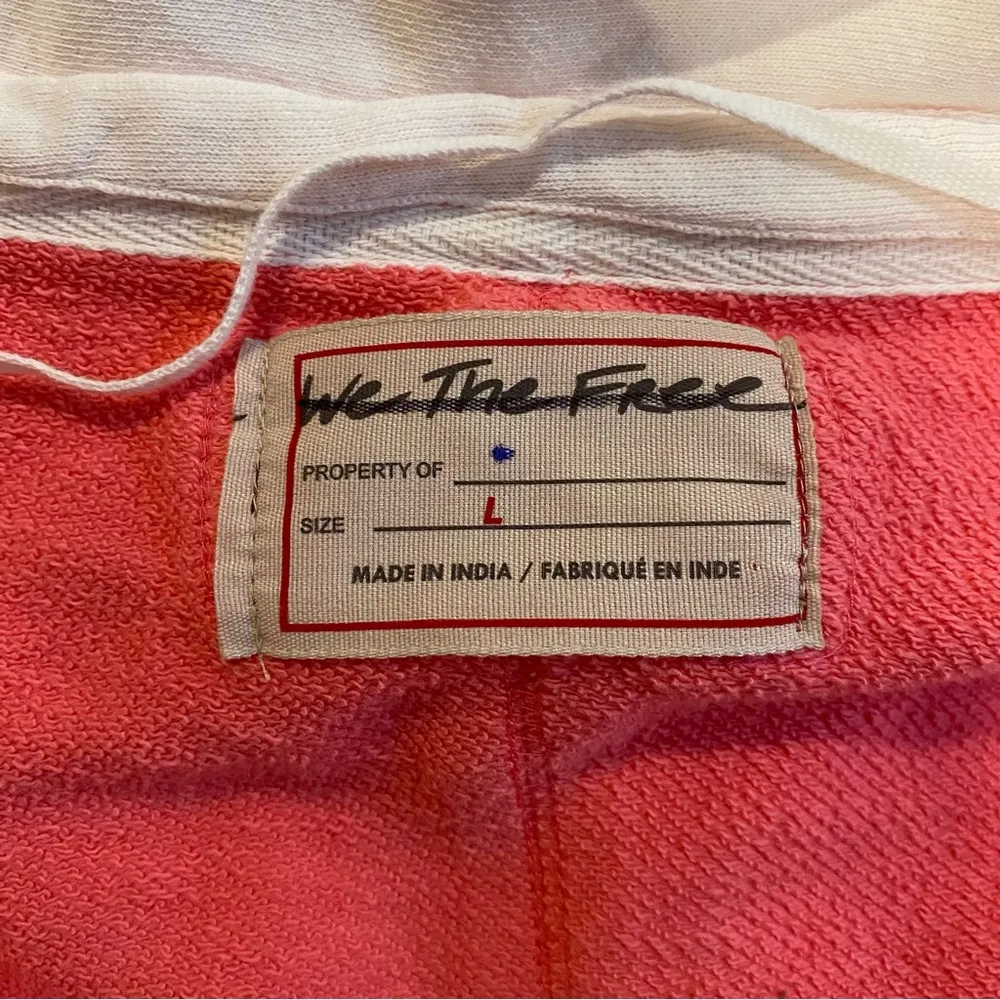 We The Free
PROPERTY OF
SIZE L
MADE IN INDIA / FABRIQUÉ EN INDE